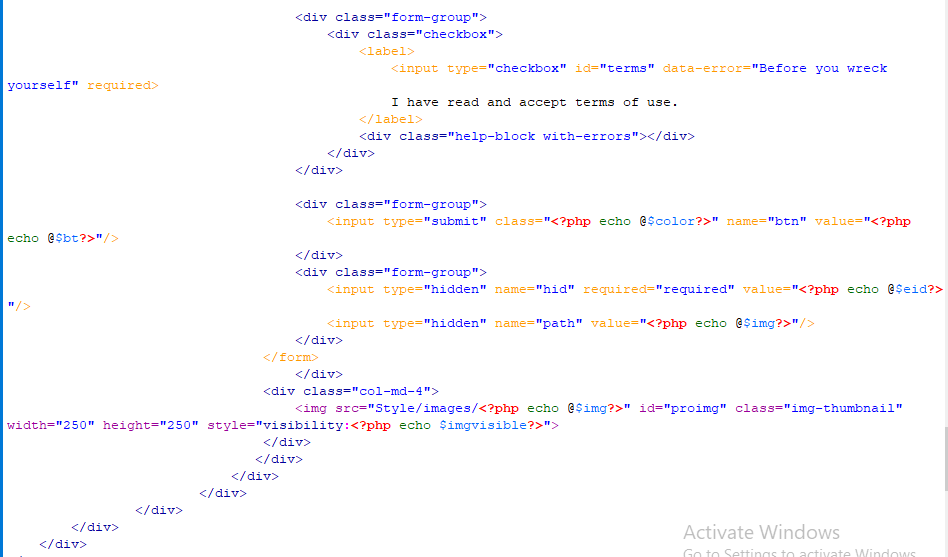 <div class="form-group">
<div class="checkbox">
<label>
<input type="checkbox" id="terms" data-error="Before you wreck
yourself" required>
I have read and accept terms of use.
</label>
<div class="help-block with-errors"></div>
</div>
</div>
<div class="form-group">
<input type="submit" class="<?php echo @$color?>" name="btn" value="<?php
echo @$bt?>"/>
</div>
<div class="form-group">
<input type="hidden" name="hid" required="required" value="<?php echo @$eid?>
"/>
<input type="hidden" name="path" value="<?php echo @$img?>"/>
</div>
</form>
</div>
<div class="col-md-4">
<img src="Style/images/<?php echo @$img?>" id="proimg" class="img-thumbnail"
width="250" height="250" style="visibility:<?php echo $imgvisible?>">
</div>
</div>
</div>
</div>
</div>
</div>
</div>
Activate Windows
Go to Settings to activate Windows.